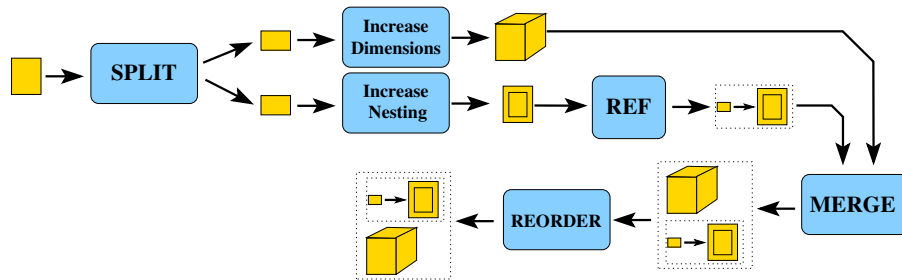 SPLIT
Increase
Dimensions
Increase
Nesting
REF
MERGE
REORDER